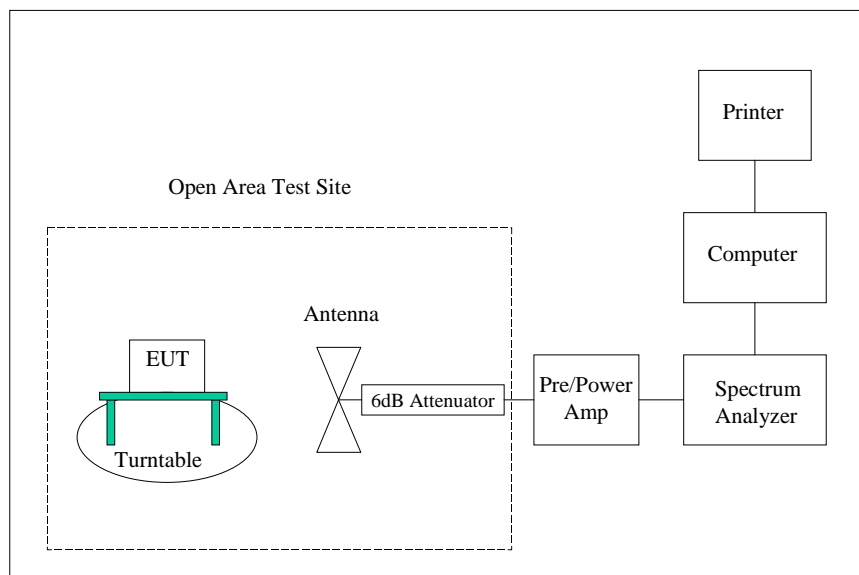 Printer
Open Area Test Site
Computer
Antenna
EUT
6dB Attenuator
Pre/Power
Amp
Spectrum
Analyzer
Turntable